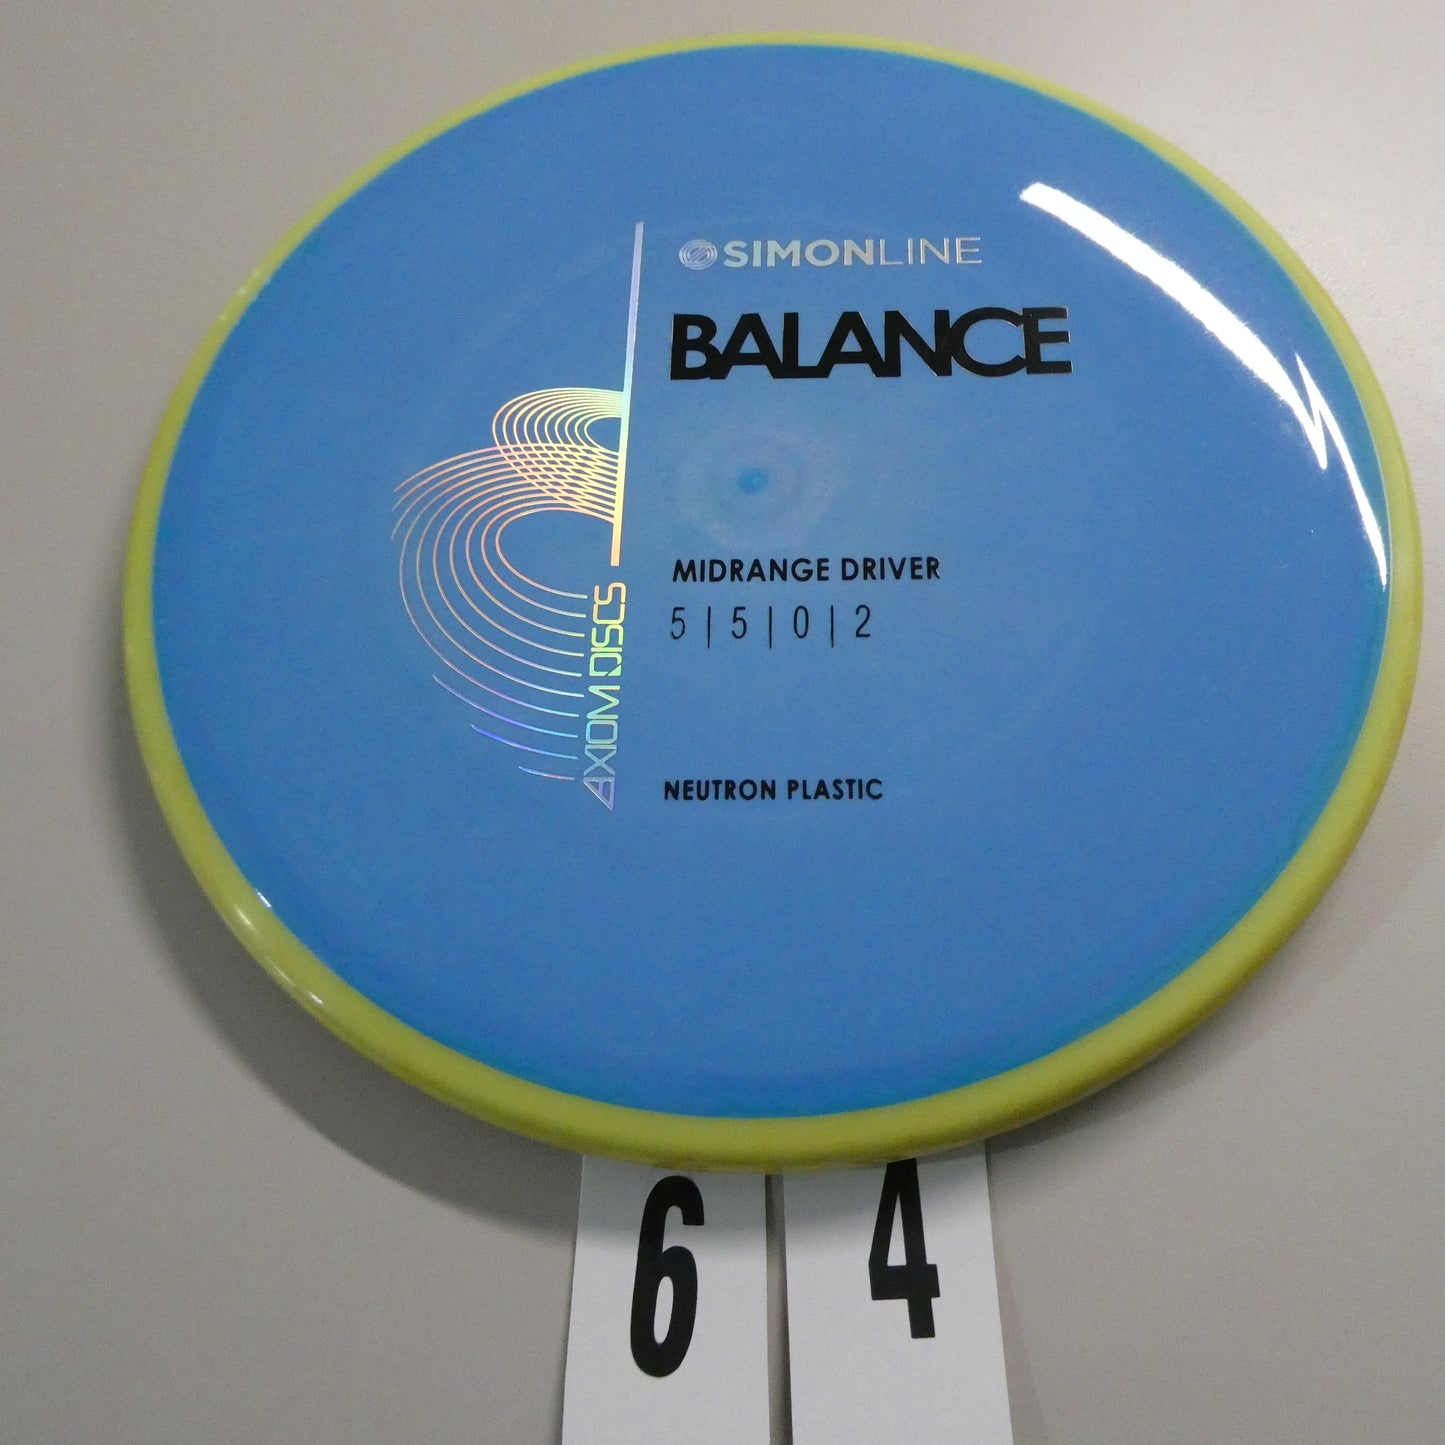 SIMONLINE
BALANCE
MIDRANGE DRIVER
5 | 5 | 0 | 2
AXIOM DISCS
NEUTRON PLASTIC
6 4